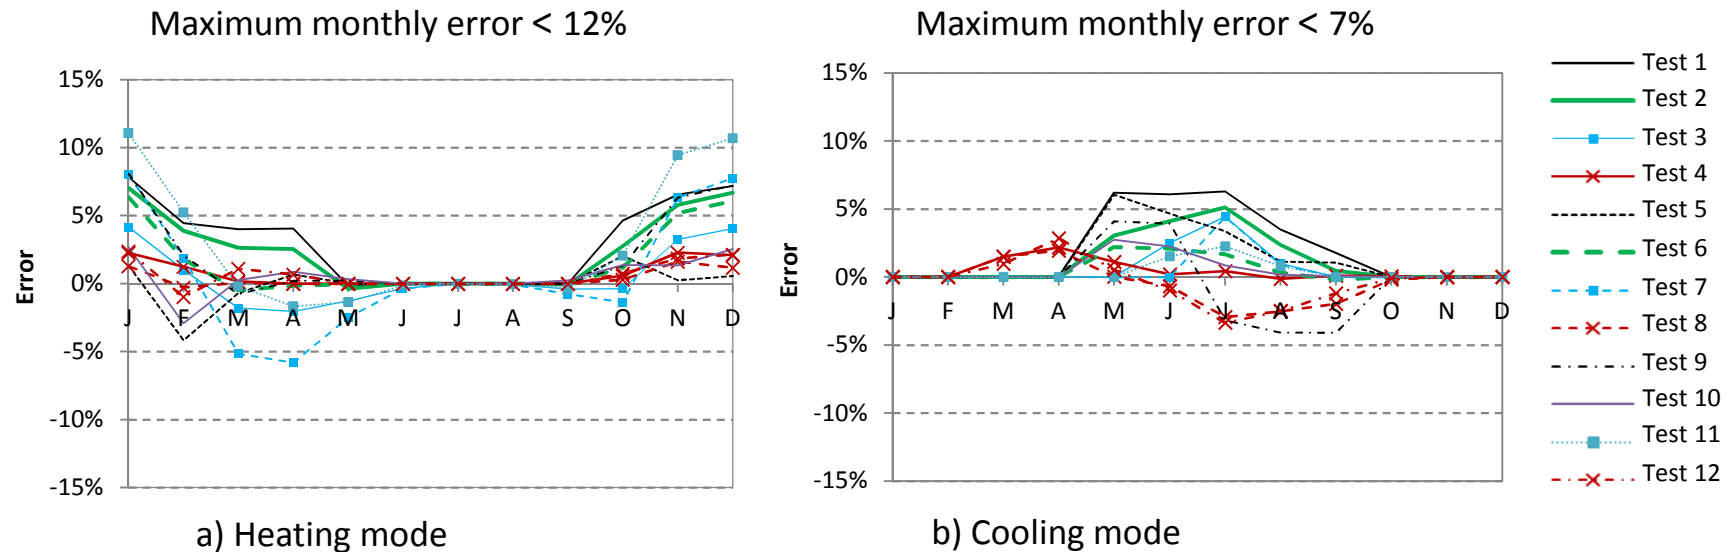 Maximum monthly error < 12%
Maximum monthly error < 7%
15%
10%
5%
0%
-5%
-10%
-15%
Error
J F M A M J J A S O N D
a) Heating mode
15%
10%
5%
0%
-5%
-10%
-15%
Error
J F M A M J J A S O N D
b) Cooling mode
Test 1
Test 2
Test 3
Test 4
Test 5
Test 6
Test 7
Test 8
Test 9
Test 10
Test 11
Test 12